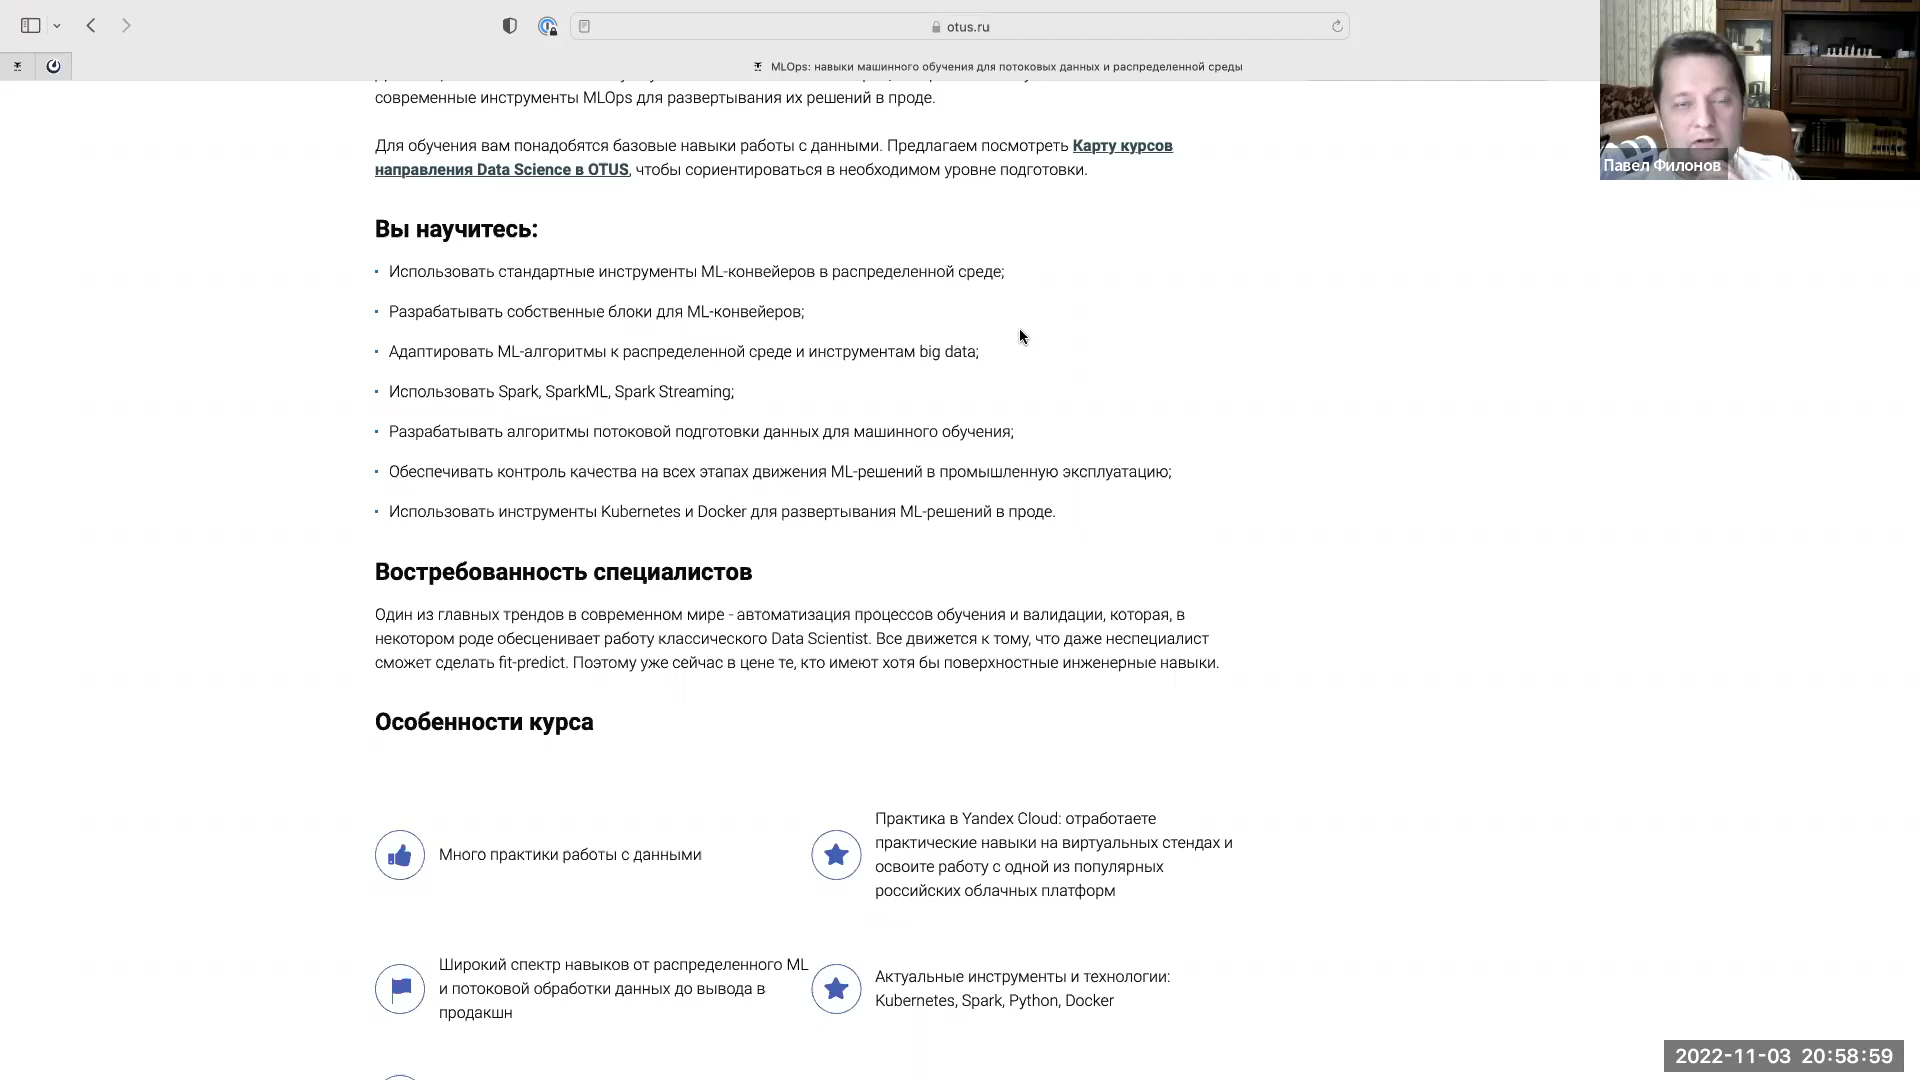 otus.ru
MLOps: навыки машинного обучения для потоковых данных и распределенной среды
Павел Филонов
современные инструменты MLOps для развертывания их решений в проде.
Для обучения вам понадобятся базовые навыки работы с данными. Предлагаем посмотреть Карту курсов
направления Data Science в OTUS, чтобы сориентироваться в необходимом уровне подготовки.
Вы научитесь:
Использовать стандартные инструменты ML-конвейеров в распределенной среде;
Разрабатывать собственные блоки для ML-конвейеров;
Адаптировать ML-алгоритмы к распределенной среде и инструментам big data;
Использовать Spark, SparkML, Spark Streaming;
Разрабатывать алгоритмы потоковой подготовки данных для машинного обучения;
Обеспечивать контроль качества на всех этапах движения ML-решений в промышленную эксплуатацию;
Использовать инструменты Kubernetes и Docker для развертывания ML-решений в проде.
Востребованность специалистов
Один из главных трендов в современном мире - автоматизация процессов обучения и валидации, которая, в
некотором роде обесценивает работу классического Data Scientist. Все движется к тому, что даже неспециалист
сможет сделать fit-predict. Поэтому уже сейчас в цене те, кто имеют хотя бы поверхностные инженерные навыки.
Особенности курса
Много практики работы с данными
Практика в Yandex Cloud: отработаете
практические навыки на виртуальных стендах и
освоите работу с одной из популярных
российских облачных платформ
Широкий спектр навыков от распределенного ML
и потоковой обработки данных до вывода в
продакшн
Актуальные инструменты и технологии:
Kubernetes, Spark, Python, Docker
2022-11-03 20:58:59